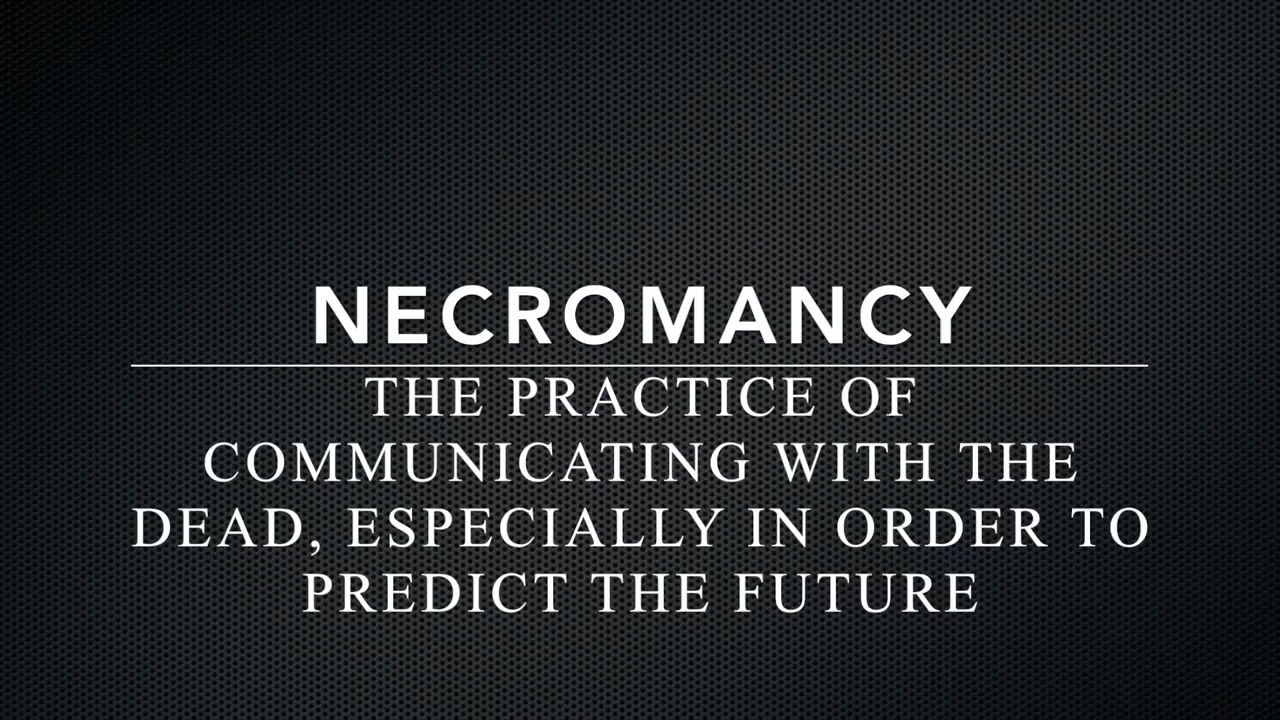 NECROMANCY
THE PRACTICE OF
COMMUNICATING WITH THE
DEAD, ESPECIALLY IN ORDER TO
PREDICT THE FUTURE